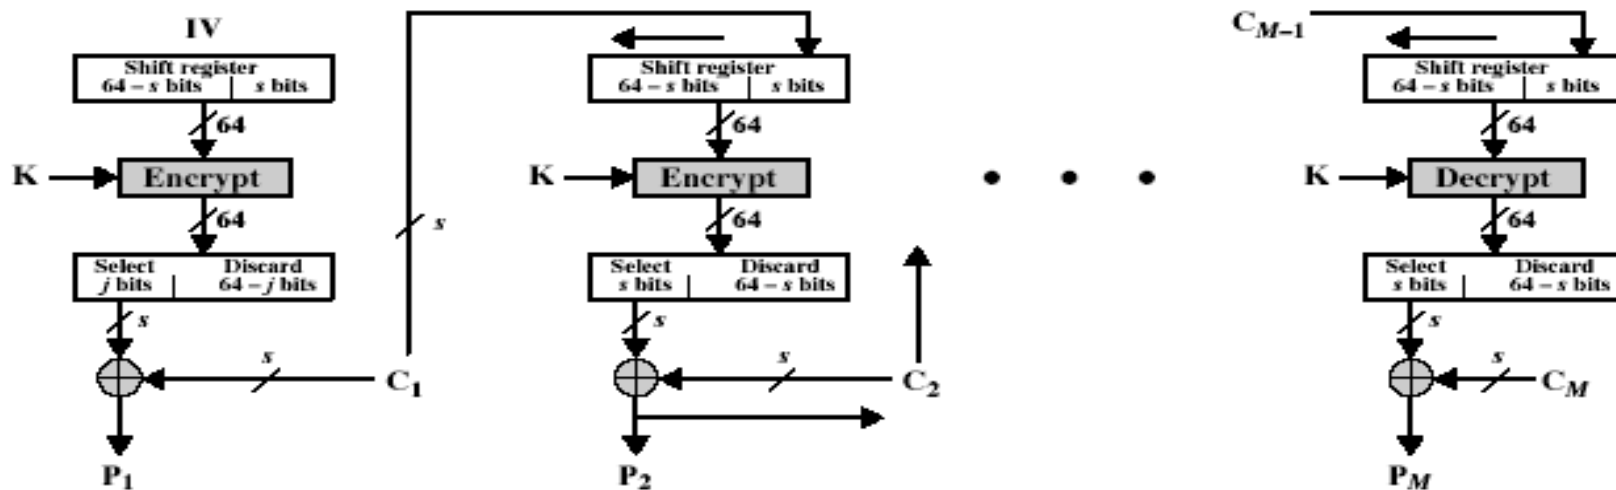 IV
Shift register
64 – s bits | s bits
64
K
Encrypt
64
Select Discard
j bits 64 – j bits
s
s
C1
P1
s
Shift register
64 – s bits | s bits
64
K
Encrypt
64
Select Discard
s bits 64 – s bits
s
s
C2
P2
• • •
CM–1
Shift register
64 – s bits | s bits
64
K
Decrypt
64
Select Discard
s bits 64 – s bits
s
s
CM
PM